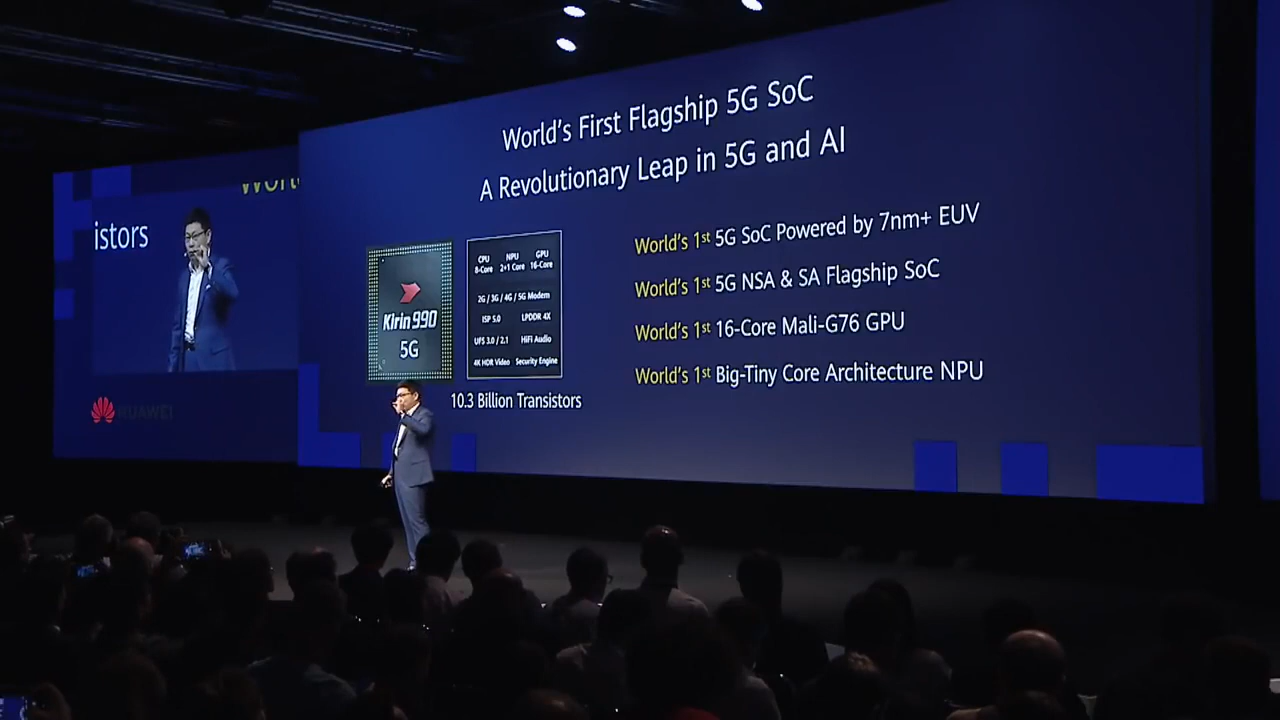 World's First Flagship 5G SoC
A Revolutionary Leap in 5G and AI
istors
HUAWEI
Kirin 990
5G
CPU 8-Core
NPU 2+1 Core
GPU 16-Core
2G / 3G / 4G / 5G Modem
ISP 5.0
LPDDR 4X
UFS 3.0 / 2.1
HiFi Audio
4K HDR Video
Security Engine
10.3 Billion Transistors
World's 1st 5G SoC Powered by 7nm+ EUV
World's 1st 5G NSA & SA Flagship SoC
World's 1st 16-Core Mali-G76 GPU
World's 1st Big-Tiny Core Architecture NPU